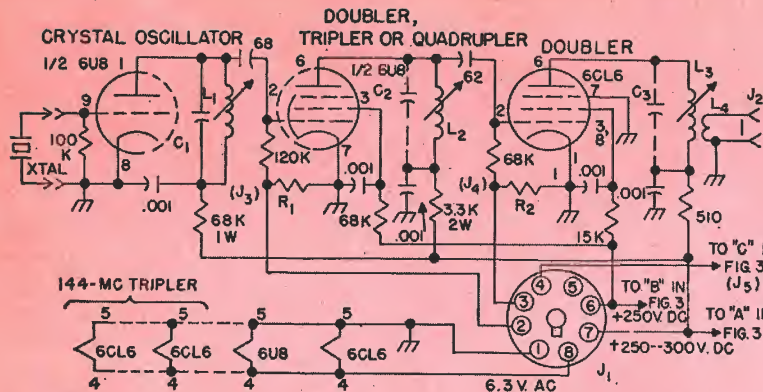 DOUBLER,
CRYSTAL OSCILLATOR
TRIPLER OR QUADRUPLER
DOUBLER
1/2 6U8
1
68
6
1/2 6U8
62
6
6CL6
L1
C2
C3
L3
L4
J2
9
2
3
2
7
3,
8
100
K
C1
L2
XTAL
8
120K
7
.001
68K
1
1
.001
.001
.001
(J3)
R1
(J4)
R2
68K
1W
68K
.001
3.3K
2W
15K
510
TO "C"
FIG. 3
(J5)
144-MC TRIPLER
4
5
3
6
TO "B" IN
FIG. 3
+250V. DC
2
7
TO "A" IN
FIG. 3
+250--300V. DC
5
5
5
5
6CL6
6CL6
6U8
6CL6
1
8
4
4
4
4
6.3 V. AC
J1